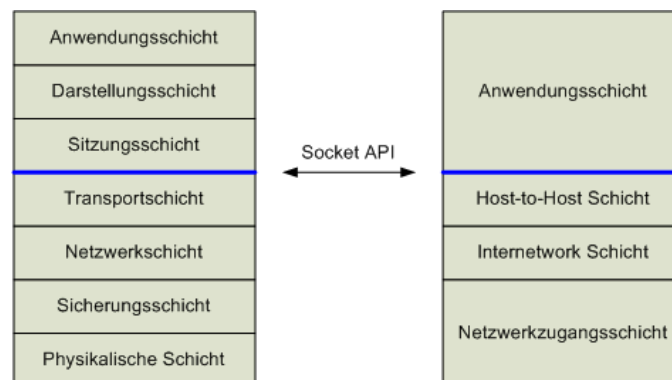 Anwendungsschicht
Darstellungsschicht
Sitzungsschicht
Transportschicht
Netzwerkschicht
Sicherungsschicht
Physikalische Schicht
Socket API
Anwendungsschicht
Host-to-Host Schicht
Internetwork Schicht
Netzwerkzugangsschicht